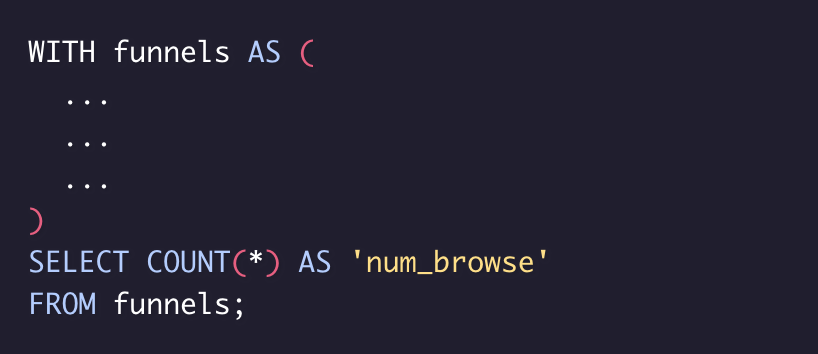 WITH funnels AS (
  ...
  ...
  ...
)
SELECT COUNT(*) AS 'num_browse'
FROM funnels;